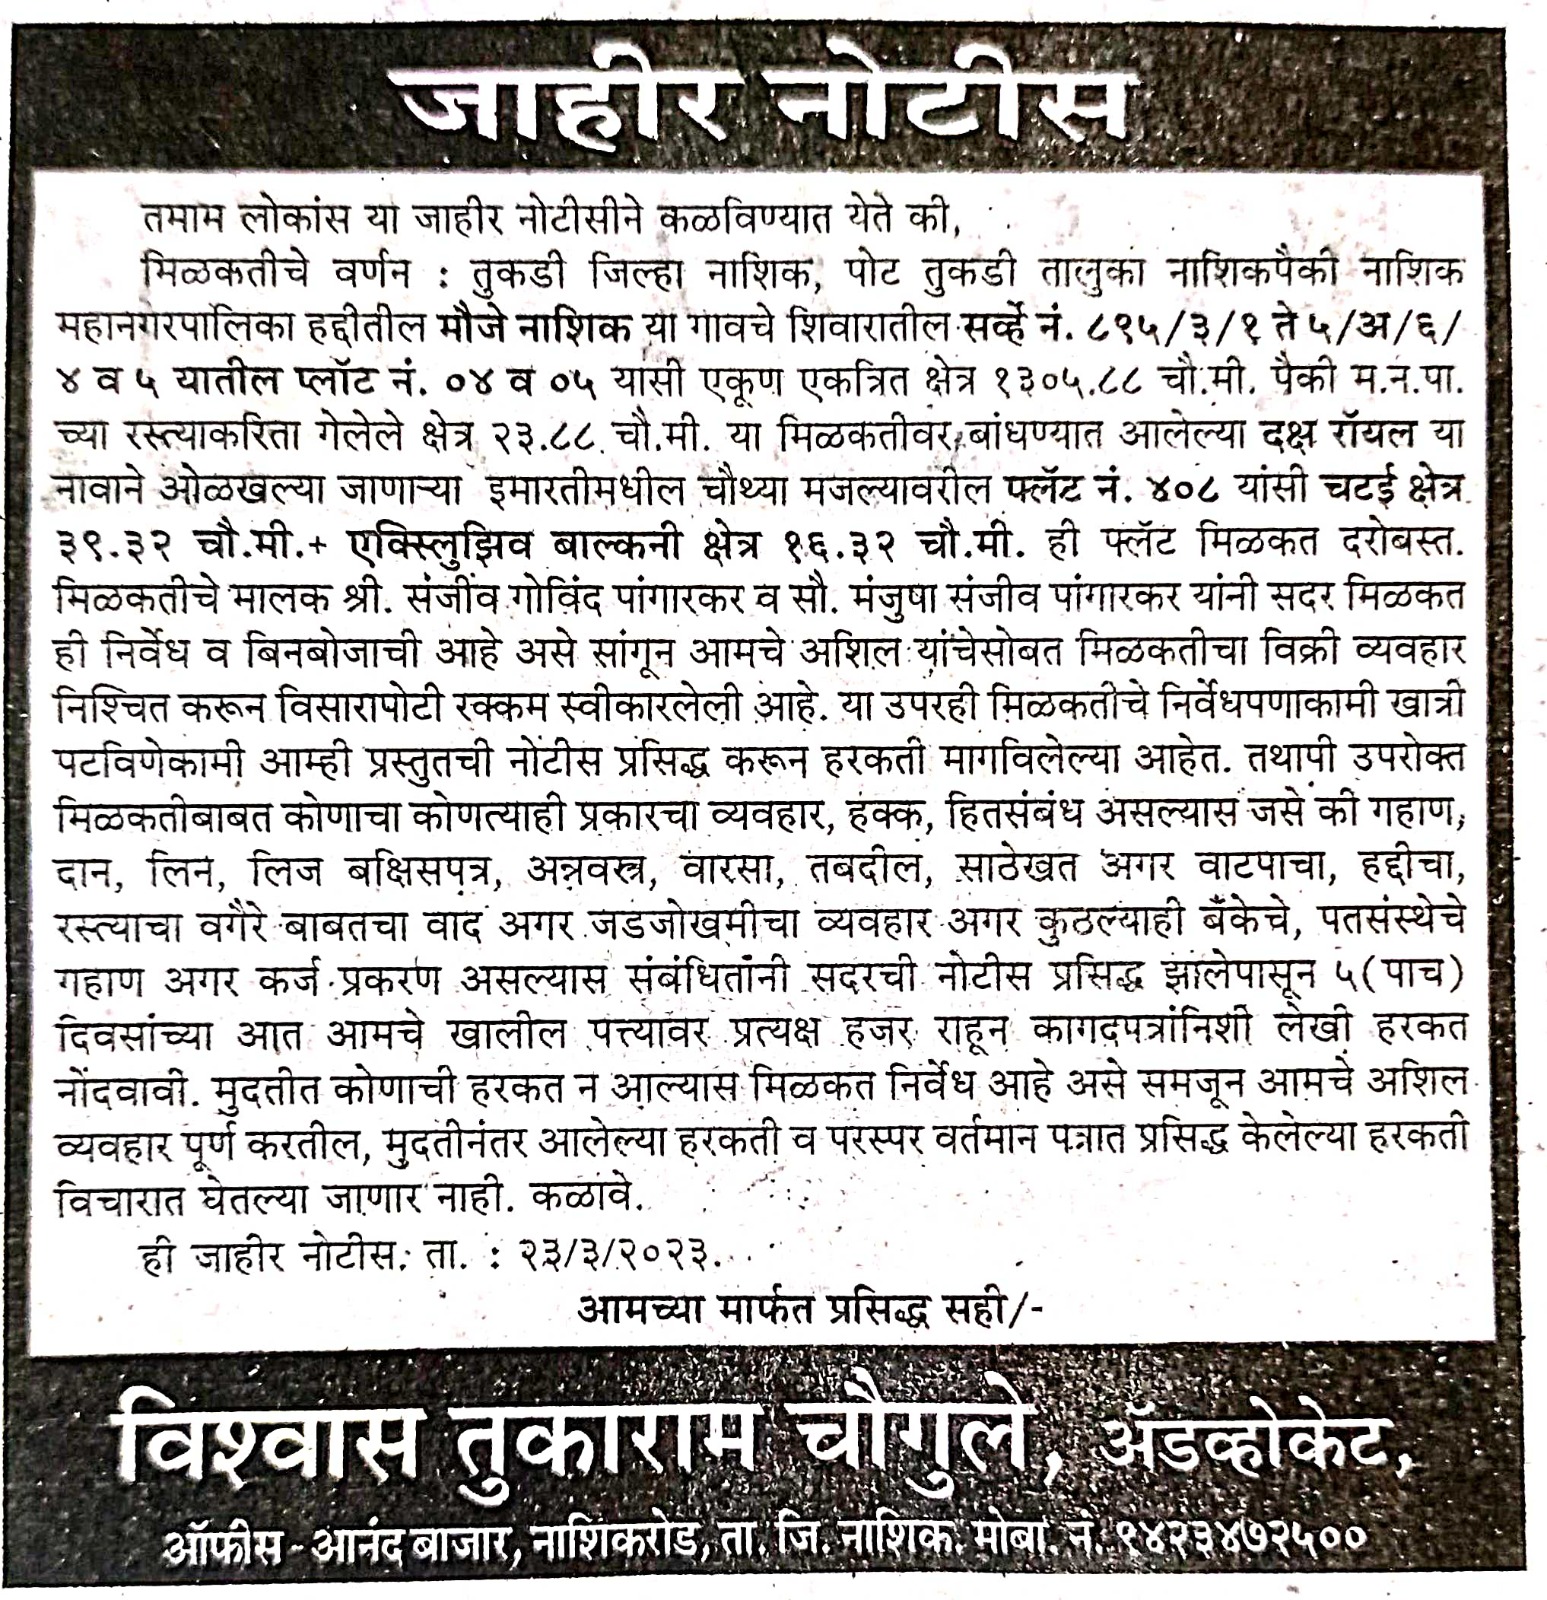 जाहीर नोटीस
तमाम लोकांस या जाहीर नोटीसीने कळविण्यात येते की,
मिळकतीचे वर्णन : तुकडी जिल्हा नाशिक, पोट तुकडी तालुका नाशिकपैकी नाशिक
महानगरपालिका हद्दीतील मौजे नाशिक या गावचे शिवारातील सर्व्हे नं. ८९५/३/१ ते ५/अ/६/
४ व ५ यातील प्लॉट नं. ०४ व ०५ यांसी एकूण एकत्रित क्षेत्र १३०५.८८ चौ.मी. पैकी म.न.पा.
च्या रस्त्याकरिता गेलेले क्षेत्र २३.८८ चौ.मी. या मिळकतीवर बांधण्यात आलेल्या दक्ष रॉयल या
नावाने ओळखल्या जाणाऱ्या इमारतीमधील चौथ्या मजल्यावरील फ्लॅट नं. ४०८ यांसी चटई क्षेत्र
३९.३२ चौ.मी.+ एक्स्लिुझिव बाल्कनी क्षेत्र १६.३२ चौ.मी. ही फ्लॅट मिळकत दरोबस्त.
मिळकतीचे मालक श्री. संजीव गोविंद पांगारकर व सौ. मंजुषा संजीव पांगारकर यांनी सदर मिळकत
ही निर्वेध व बिनबोजाची आहे असे सांगून आमचे अशिल यांचेसोबत मिळकतीचा विक्री व्यवहार
निश्चित करून विसारापोटी रक्कम स्वीकारलेली आहे. या उपरही मिळकतीचे निर्वेधपणाकामी खात्री
पटविणेकामी आम्ही प्रस्तुतची नोटीस प्रसिद्ध करून हरकती मागविलेल्या आहेत. तथापी उपरोक्त
मिळकतीबाबत कोणाचा कोणत्याही प्रकारचा व्यवहार, हक्क, हितसंबंध असल्यास जसे की गहाण,
दान, लिन, लिज बक्षिसपत्र, अन्नवस्त्र, वारसा, तबदील, साठेखत अगर वाटपाचा, हद्दीचा,
रस्त्याचा वगैरे बाबतचा वाद अगर जडजोखमीचा व्यवहार अगर कुठल्याही बँकेचे, पतसंस्थेचे
गहाण अगर कर्ज प्रकरण असल्यास संबंधितांनी सदरची नोटीस प्रसिद्ध झालेपासून ५(पाच)
दिवसांच्या आत आमचे खालील पत्त्यावर प्रत्यक्ष हजर राहून कागदपत्रांनिशी लेखी हरकत
नोंदवावी. मुदतीत कोणाची हरकत न आल्यास मिळकत निर्वेध आहे असे समजून आमचे अशिल
व्यवहार पूर्ण करतील, मुदतीनंतर आलेल्या हरकती व परस्पर वर्तमान पत्रात प्रसिद्ध केलेल्या हरकती
विचारात घेतल्या जाणार नाही. कळावे.
ही जाहीर नोटीस. ता. : २३/३/२०२३.
आमच्या मार्फत प्रसिद्ध सही/-
विश्वास तुकाराम चौगुले, ॲडव्होकेट,
ऑफीस - आनंद बाजार, नाशिकरोड, ता. जि. नाशिक. मोबा. नं. ९४२३४७२५००